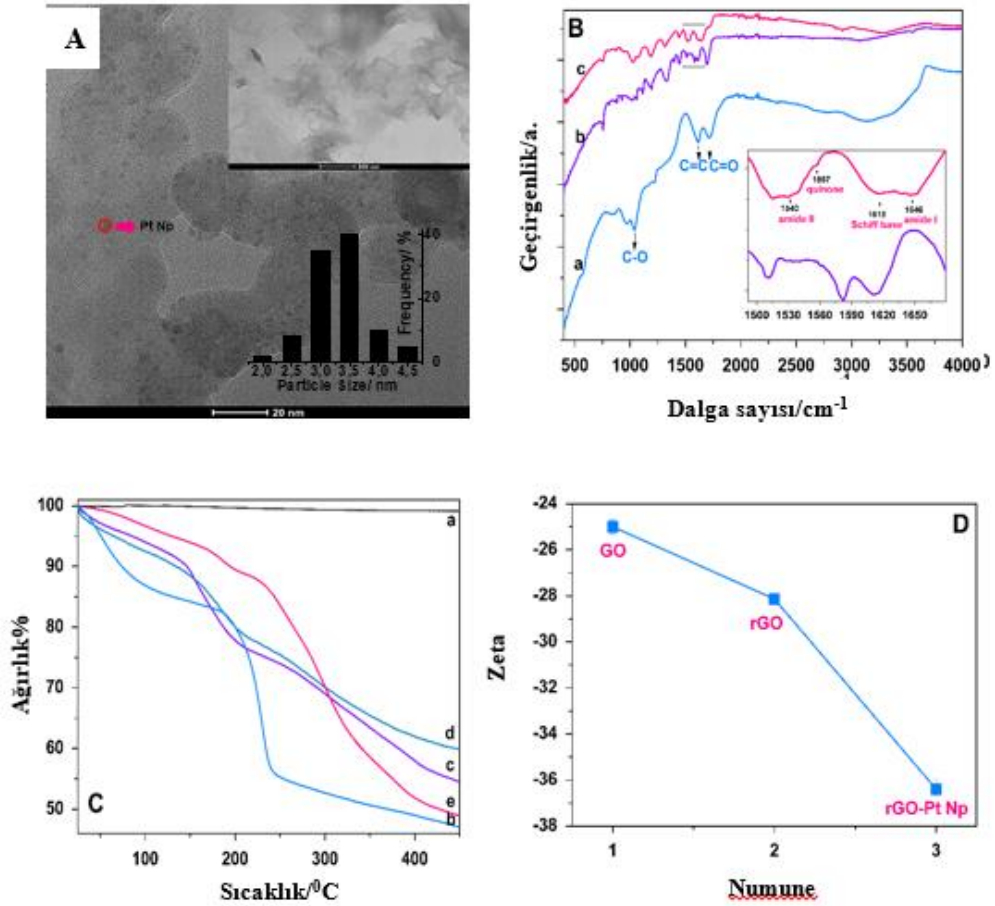 A
Pt Np
20 nm
Frequency/ %
40
20
0
2,0 2,5 3,0 3,5 4,0 4,5
Particle Size/ nm
B
c
b
a
C=C C=O
C-O
1567
quinone
1540
amide II
1618
Schiff base
1646
amide I
1500 1530 1560 1590 1620 1650
Geçirgenlik/a.
500 1000 1500 2000 2500 3000 3500 4000
Dalga sayısı/cm-1
100
90
80
70
60
50
Ağırlık%
a
d
c
e
b
C
100 200 300 400
Sıcaklık/0C
-24
-26
-28
-30
-32
-34
-36
-38
Zeta
D
GO
rGO
rGO-Pt Np
1 2 3
Numune